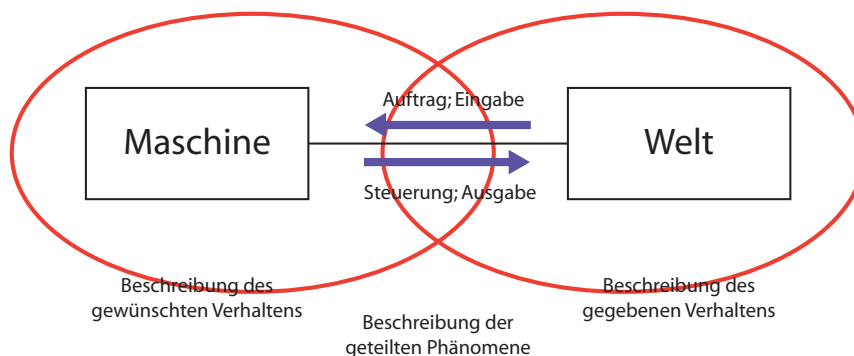 Auftrag; Eingabe
Maschine
Welt
Steuerung; Ausgabe
Beschreibung des
gewünschten Verhaltens
Beschreibung des
gegebenen Verhaltens
Beschreibung der
geteilten Phänomene